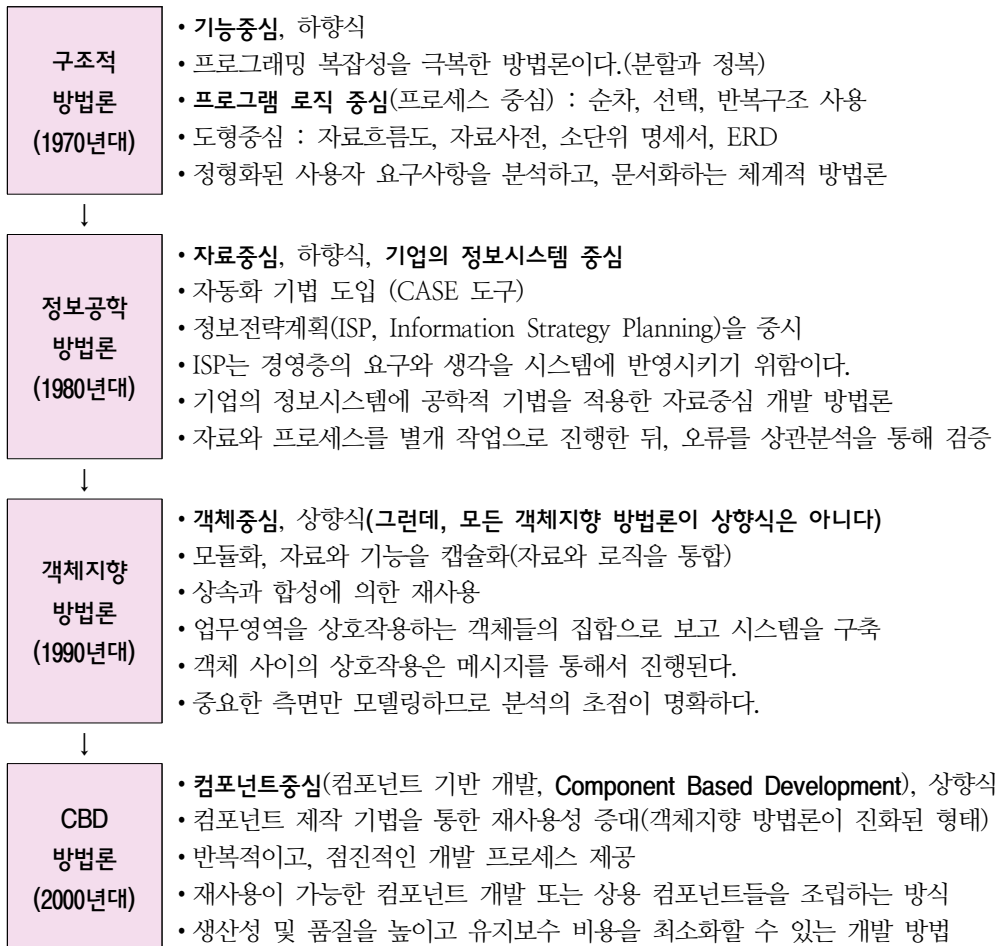 구조적
방법론
(1970년대)
• 기능중심, 하향식
• 프로그래밍 복잡성을 극복한 방법론이다.(분할과 정복)
• 프로그램 로직 중심(프로세스 중심) : 순차, 선택, 반복구조 사용
• 도형중심 : 자료흐름도, 자료사전, 소단위 명세서, ERD
• 정형화된 사용자 요구사항을 분석하고, 문서화하는 체계적 방법론
↓
정보공학
방법론
(1980년대)
• 자료중심, 하향식, 기업의 정보시스템 중심
• 자동화 기법 도입 (CASE 도구)
• 정보전략계획(ISP, Information Strategy Planning)을 중시
• ISP는 경영층의 요구와 생각을 시스템에 반영시키기 위함이다.
• 기업의 정보시스템에 공학적 기법을 적용한 자료중심 개발 방법론
• 자료와 프로세스를 별개 작업으로 진행한 뒤, 오류를 상관분석을 통해 검증
↓
객체지향
방법론
(1990년대)
• 객체중심, 상향식(그런데, 모든 객체지향 방법론이 상향식은 아니다)
• 모듈화, 자료와 기능을 캡슐화(자료와 로직을 통합)
• 상속과 합성에 의한 재사용
• 업무영역을 상호작용하는 객체들의 집합으로 보고 시스템을 구축
• 객체 사이의 상호작용은 메시지를 통해서 진행된다.
• 중요한 측면만 모델링하므로 분석의 초점이 명확하다.
↓
CBD
방법론
(2000년대)
• 컴포넌트중심(컴포넌트 기반 개발, Component Based Development), 상향식
• 컴포넌트 제작 기법을 통한 재사용성 증대(객체지향 방법론이 진화된 형태)
• 반복적이고, 점진적인 개발 프로세스 제공
• 재사용이 가능한 컴포넌트 개발 또는 상용 컴포넌트들을 조립하는 방식
• 생산성 및 품질을 높이고 유지보수 비용을 최소화할 수 있는 개발 방법